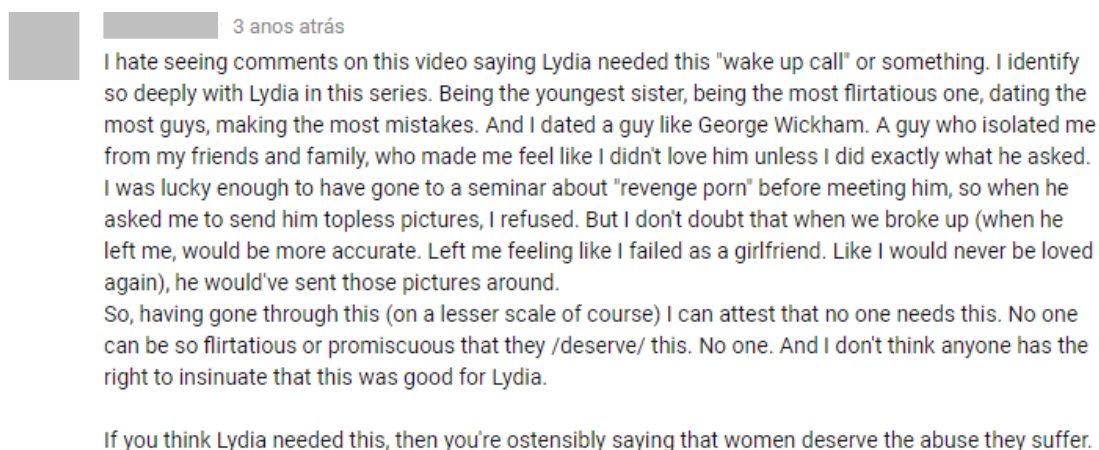 3 anos atrás
I hate seeing comments on this video saying Lydia needed this "wake up call" or something. I identify
so deeply with Lydia in this series. Being the youngest sister, being the most flirtatious one, dating the
most guys, making the most mistakes. And I dated a guy like George Wickham. A guy who isolated me
from my friends and family, who made me feel like I didn't love him unless I did exactly what he asked.
I was lucky enough to have gone to a seminar about "revenge porn" before meeting him, so when he
asked me to send him topless pictures, I refused. But I don't doubt that when we broke up (when he
left me, would be more accurate. Left me feeling like I failed as a girlfriend. Like I would never be loved
again), he would've sent those pictures around.
So, having gone through this (on a lesser scale of course) I can attest that no one needs this. No one
can be so flirtatious or promiscuous that they /deserve/ this. No one. And I don't think anyone has the
right to insinuate that this was good for Lydia.
If you think Lydia needed this, then you're ostensibly saying that women deserve the abuse they suffer.